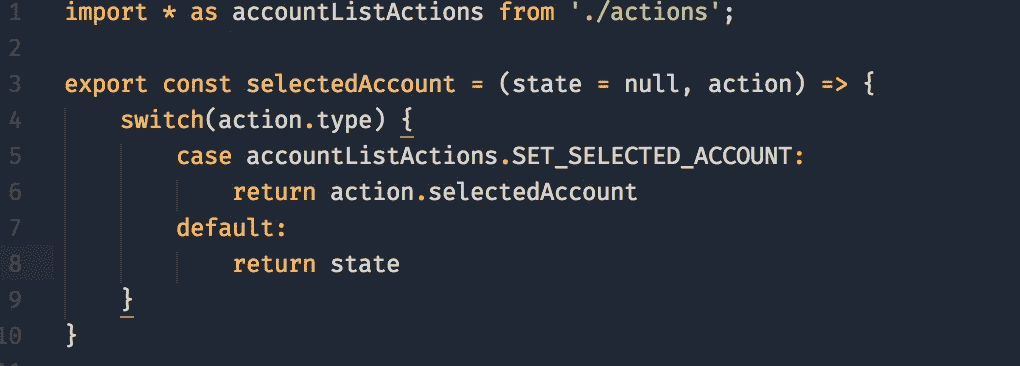 1 import * as accountListActions from './actions';
2
3 export const selectedAccount = (state = null, action) => {
4 switch(action.type) {
5 case accountListActions.SET_SELECTED_ACCOUNT:
6 return action.selectedAccount
7 default:
8 return state
9 }
10 }